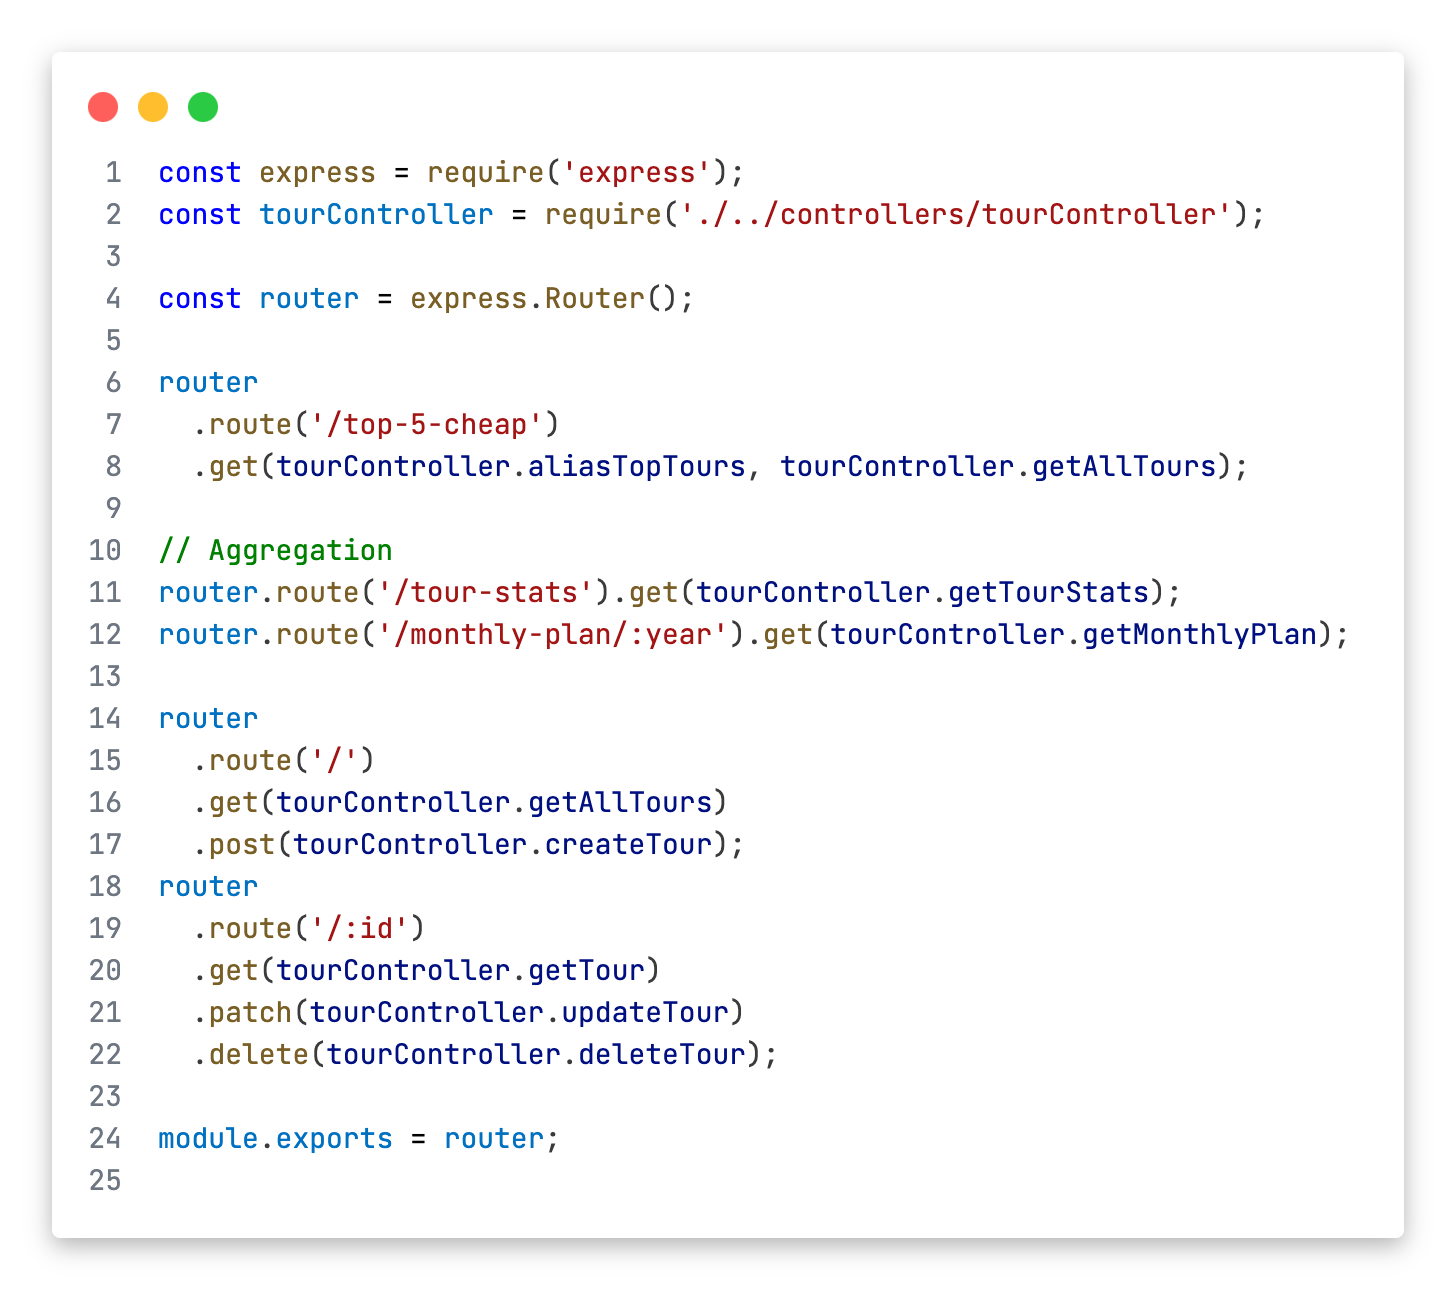 1 const express = require('express');
2 const tourController = require('./../controllers/tourController');
3
4 const router = express.Router();
5
6 router
7   .route('/top-5-cheap')
8   .get(tourController.aliasTopTours, tourController.getAllTours);
9
10 // Aggregation
11 router.route('/tour-stats').get(tourController.getTourStats);
12 router.route('/monthly-plan/:year').get(tourController.getMonthlyPlan);
13
14 router
15   .route('/')
16   .get(tourController.getAllTours)
17   .post(tourController.createTour);
18 router
19   .route('/:id')
20   .get(tourController.getTour)
21   .patch(tourController.updateTour)
22   .delete(tourController.deleteTour);
23
24 module.exports = router;
25